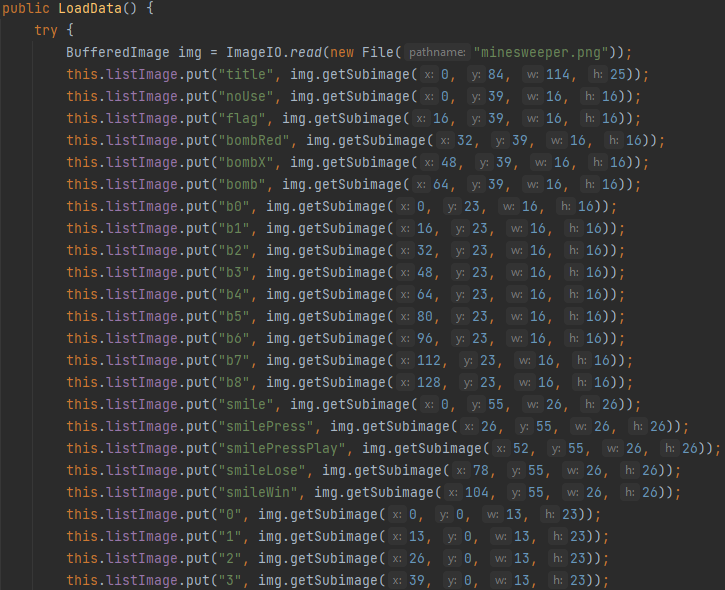 public LoadData() {
try {
BufferedImage img = ImageIO.read(new File( pathname: "minesweeper.png"));
this.listImage.put("title", img.getSubimage( x: 0, y: 84, w: 114, h: 25));
this.listImage.put("noUse", img.getSubimage( x: 0, y: 39, w: 16, h: 16));
this.listImage.put("flag", img.getSubimage( x: 16, y: 39, w: 16, h: 16));
this.listImage.put("bombRed", img.getSubimage( x: 32, y: 39, w: 16, h: 16));
this.listImage.put("bombX", img.getSubimage( x: 48, y: 39, w: 16, h: 16));
this.listImage.put("bomb", img.getSubimage( x: 64, y: 39, w: 16, h: 16));
this.listImage.put("b0", img.getSubimage( x: 0, y: 23, w: 16, h: 16));
this.listImage.put("b1", img.getSubimage( x: 16, y: 23, w: 16, h: 16));
this.listImage.put("b2", img.getSubimage( x: 32, y: 23, w: 16, h: 16));
this.listImage.put("b3", img.getSubimage( x: 48, y: 23, w: 16, h: 16));
this.listImage.put("b4", img.getSubimage( x: 64, y: 23, w: 16, h: 16));
this.listImage.put("b5", img.getSubimage( x: 80, y: 23, w: 16, h: 16));
this.listImage.put("b6", img.getSubimage( x: 96, y: 23, w: 16, h: 16));
this.listImage.put("b7", img.getSubimage( x: 112, y: 23, w: 16, h: 16));
this.listImage.put("b8", img.getSubimage( x: 128, y: 23, w: 16, h: 16));
this.listImage.put("smile", img.getSubimage( x: 0, y: 55, w: 26, h: 26));
this.listImage.put("smilePress", img.getSubimage( x: 26, y: 55, w: 26, h: 26));
this.listImage.put("smilePressPlay", img.getSubimage( x: 52, y: 55, w: 26, h: 26));
this.listImage.put("smileLose", img.getSubimage( x: 78, y: 55, w: 26, h: 26));
this.listImage.put("smileWin", img.getSubimage( x: 104, y: 55, w: 26, h: 26));
this.listImage.put("0", img.getSubimage( x: 0, y: 0, w: 13, h: 23));
this.listImage.put("1", img.getSubimage( x: 13, y: 0, w: 13, h: 23));
this.listImage.put("2", img.getSubimage( x: 26, y: 0, w: 13, h: 23));
this.listImage.put("3", img.getSubimage( x: 39, y: 0, w: 13, h: 23));